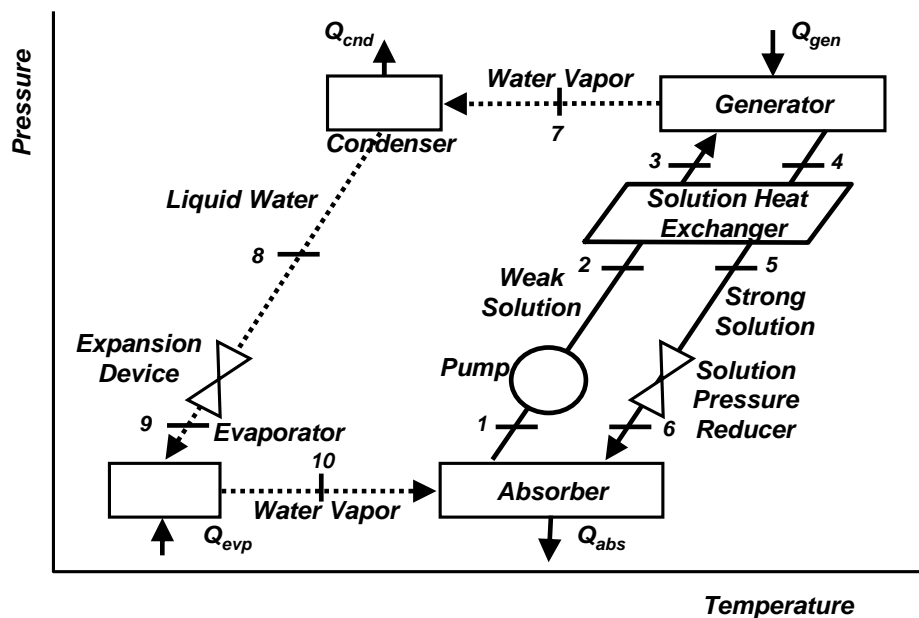 Pressure
Q_cnd
Q_gen
Water Vapor
7
Generator
Condenser
3
4
Liquid Water
Solution Heat
Exchanger
8
2
5
Weak
Solution
Strong
Solution
Expansion
Device
Pump
Solution
Pressure
Reducer
9
Evaporator
1
6
10
Water Vapor
Absorber
Q_evp
Q_abs
Temperature